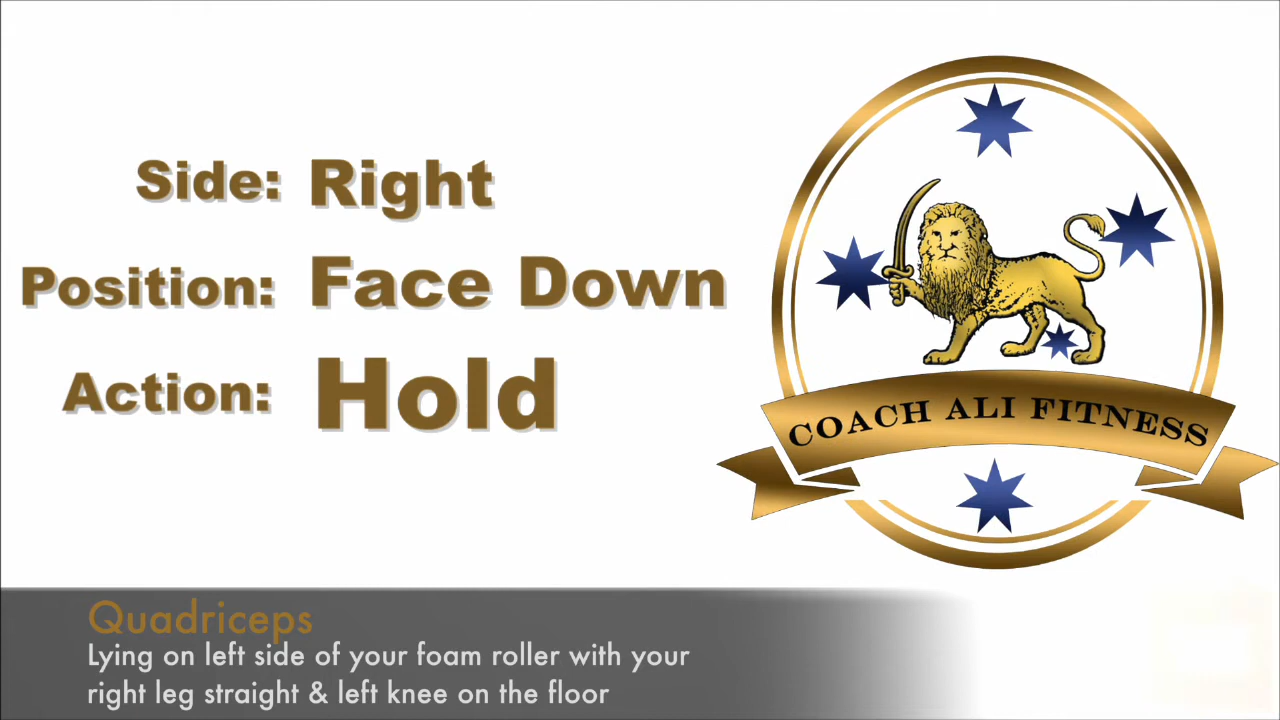 Side: Right
Position: Face Down
Action: Hold
COACH ALI FITNESS
Quadriceps
Lying on left side of your foam roller with your
right leg straight & left knee on the floor